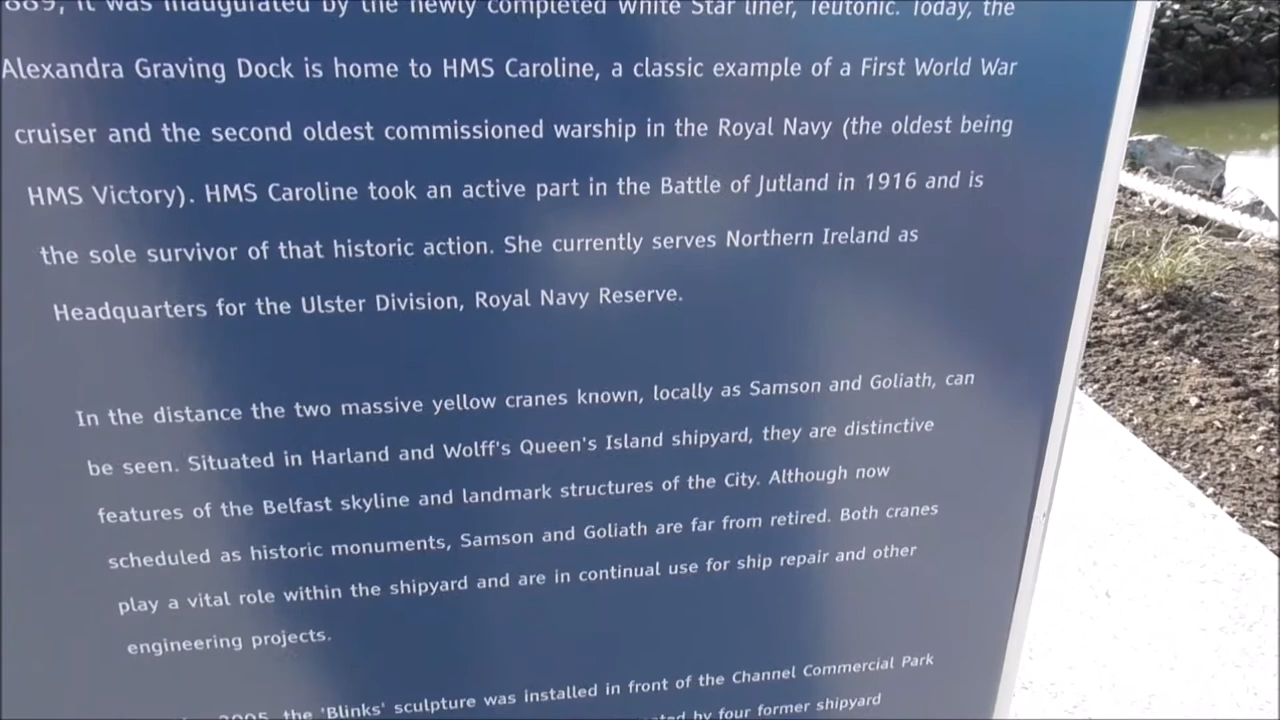 889, it was inaugurated by the newly completed White Star liner, Teutonic. Today, the
Alexandra Graving Dock is home to HMS Caroline, a classic example of a First World War
cruiser and the second oldest commissioned warship in the Royal Navy (the oldest being
HMS Victory). HMS Caroline took an active part in the Battle of Jutland in 1916 and is
the sole survivor of that historic action. She currently serves Northern Ireland as
Headquarters for the Ulster Division, Royal Navy Reserve.
In the distance the two massive yellow cranes known, locally as Samson and Goliath, can
be seen. Situated in Harland and Wolff's Queen's Island shipyard, they are distinctive
features of the Belfast skyline and landmark structures of the City. Although now
scheduled as historic monuments, Samson and Goliath are far from retired. Both cranes
play a vital role within the shipyard and are in continual use for ship repair and other
engineering projects.
2005, the 'Blinks' sculpture was installed in front of the Channel Commercial Park
by four former shipyard